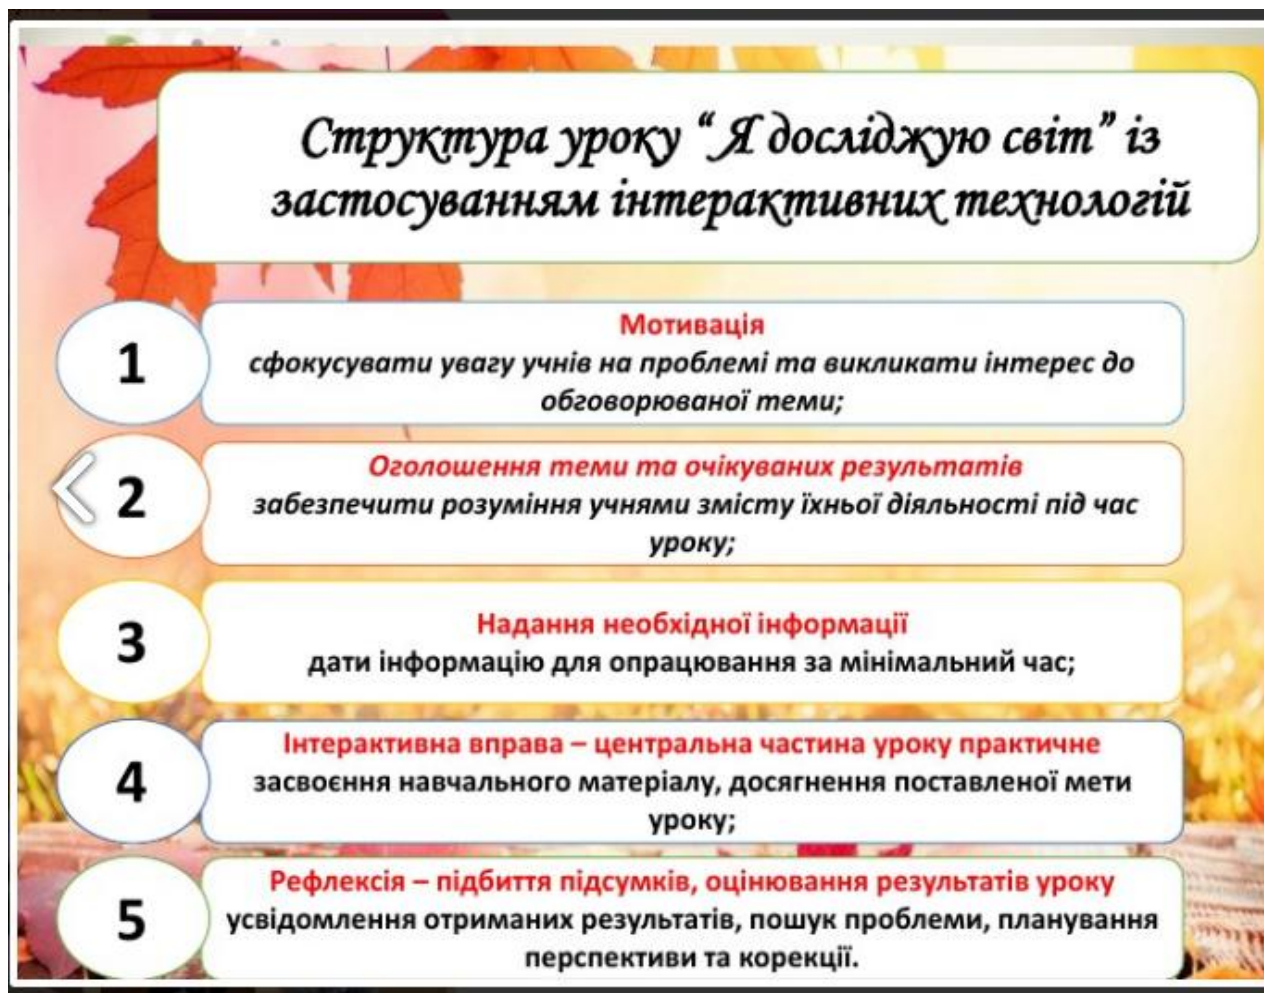 Структура уроку “ Я досліджую світ” із
застосуванням інтерактивних технологій
1
Мотивація
сфокусувати увагу учнів на проблемі та викликати інтерес до
обговорюваної теми;
2
Оголошення теми та очікуваних результатів
забезпечити розуміння учнями змісту їхньої діяльності під час
уроку;
3
Надання необхідної інформації
дати інформацію для опрацювання за мінімальний час;
4
Інтерактивна вправа – центральна частина уроку практичне
засвоєння навчального матеріалу, досягнення поставленої мети
уроку;
5
Рефлексія – підбиття підсумків, оцінювання результатів уроку
усвідомлення отриманих результатів, пошук проблеми, планування
перспективи та корекції.